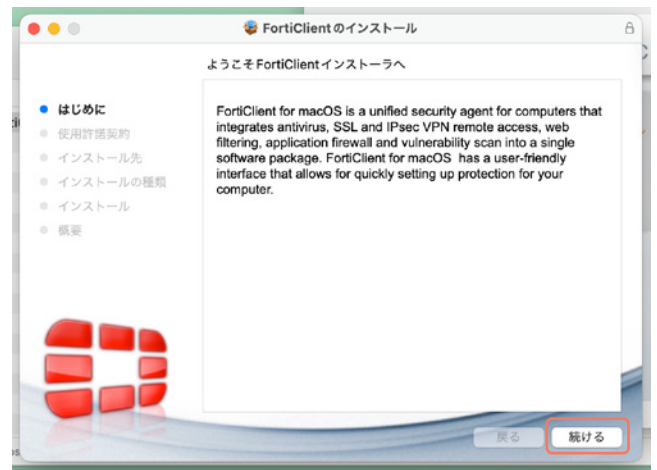 FortiClientのインストール
ようこそFortiClientインストーラへ
はじめに
使用許諾契約
インストール先
インストールの種類
インストール
概要
FortiClient for macOS is a unified security agent for computers that
integrates antivirus, SSL and IPsec VPN remote access, web
filtering, application firewall and vulnerability scan into a single
software package. FortiClient for macOS has a user-friendly
interface that allows for quickly setting up protection for your
computer.
戻る
続ける